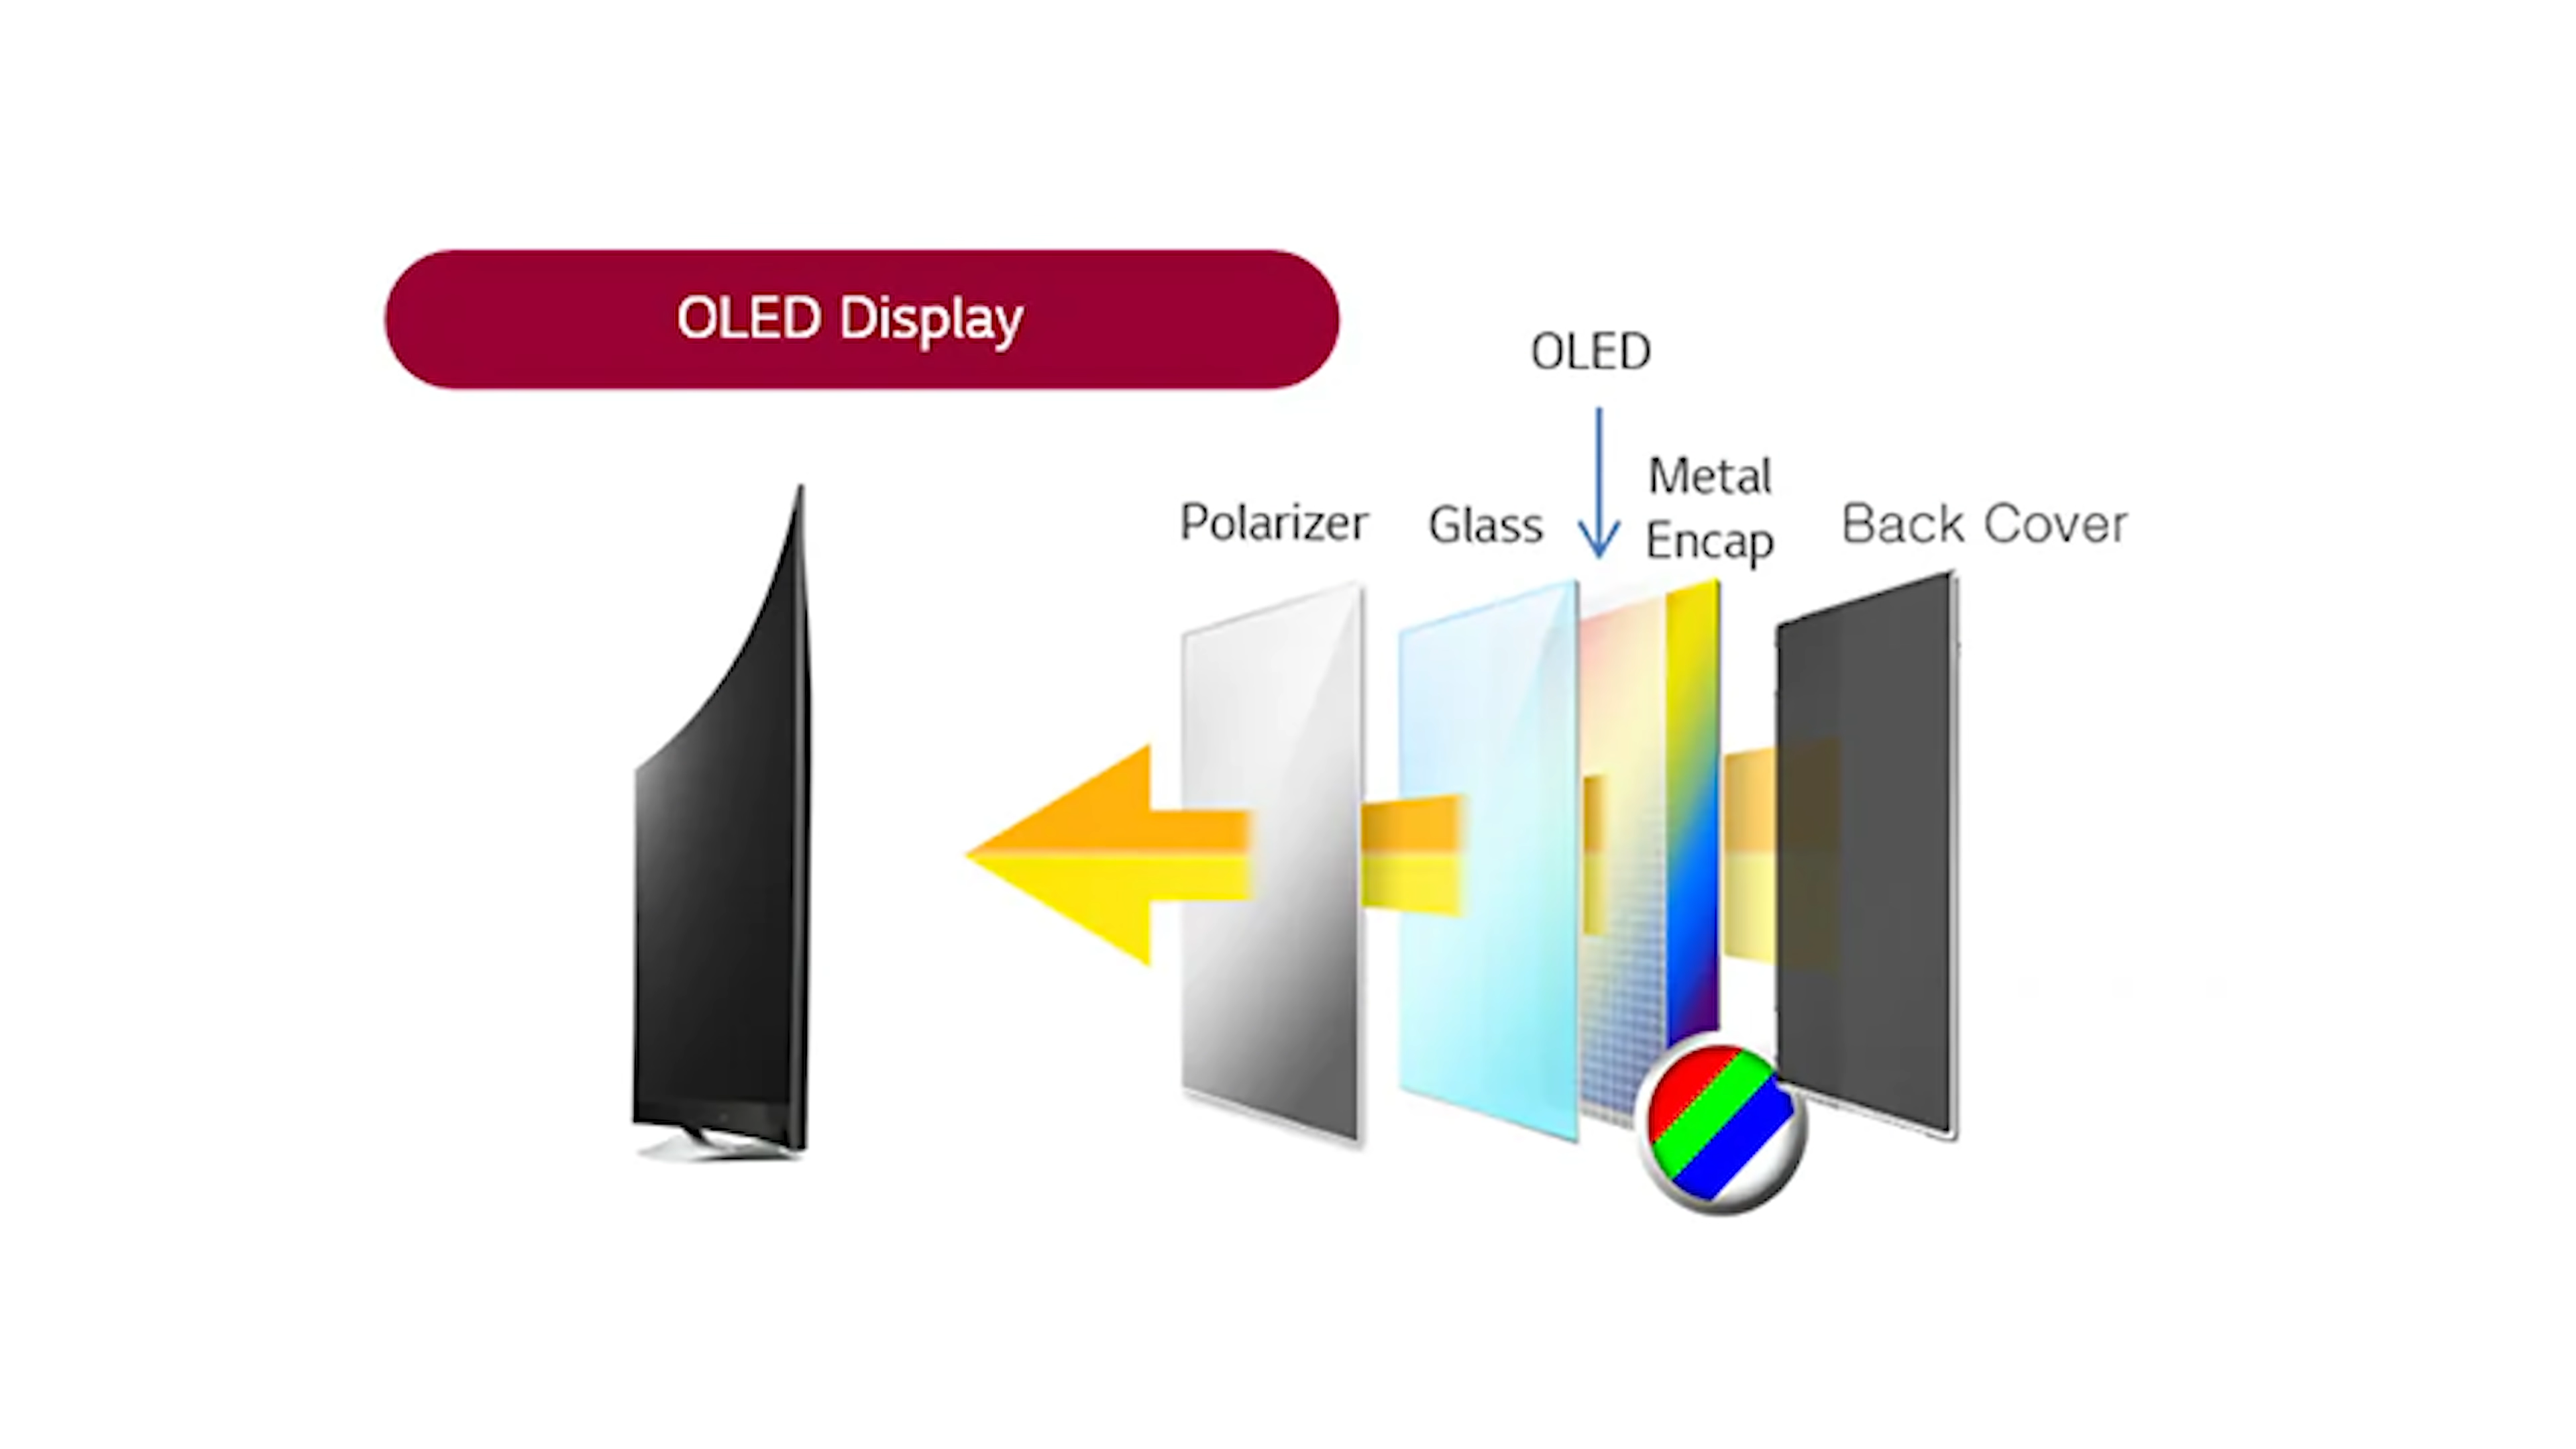 OLED Display
OLED
Polarizer
Glass
Metal
Encap
Back Cover